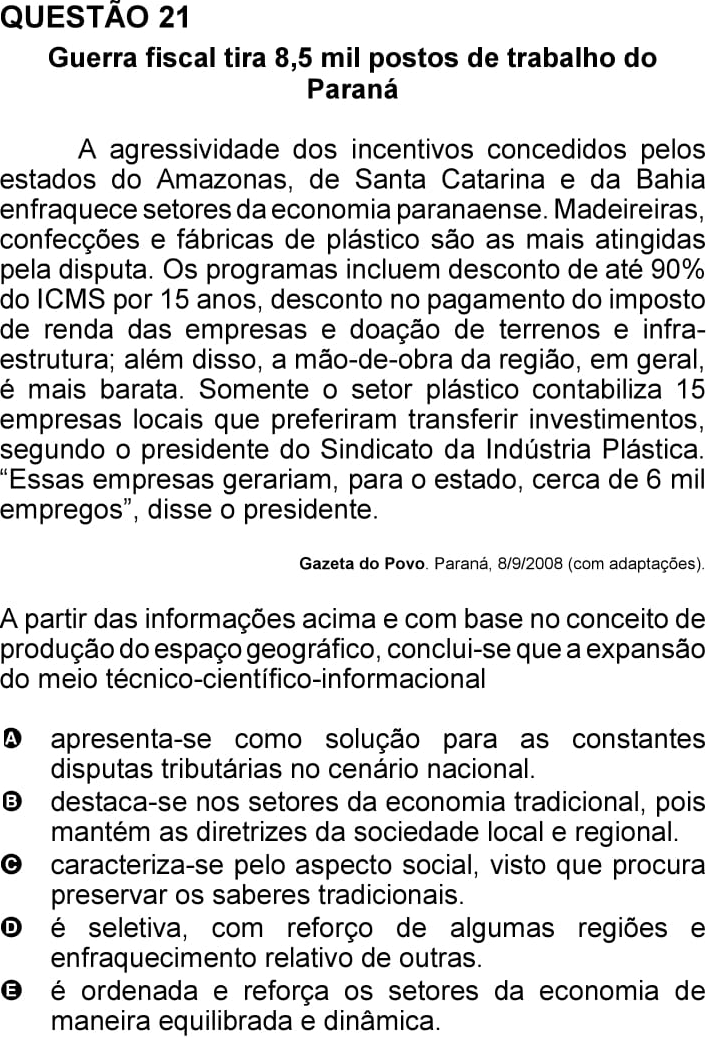 QUESTÃO 21
Guerra fiscal tira 8,5 mil postos de trabalho do
Paraná
A agressividade dos incentivos concedidos pelos
estados do Amazonas, de Santa Catarina e da Bahia
enfraquece setores da economia paranaense. Madeireiras,
confecções e fábricas de plástico são as mais atingidas
pela disputa. Os programas incluem desconto de até 90%
do ICMS por 15 anos, desconto no pagamento do imposto
de renda das empresas e doação de terrenos e infra-
estrutura; além disso, a mão-de-obra da região, em geral,
é mais barata. Somente o setor plástico contabiliza 15
empresas locais que preferiram transferir investimentos,
segundo o presidente do Sindicato da Indústria Plástica.
“Essas empresas gerariam, para o estado, cerca de 6 mil
empregos”, disse o presidente.
Gazeta do Povo. Paraná, 8/9/2008 (com adaptações).
A partir das informações acima e com base no conceito de
produção do espaço geográfico, conclui-se que a expansão
do meio técnico-científico-informacional
A apresenta-se como solução para as constantes
disputas tributárias no cenário nacional.
B destaca-se nos setores da economia tradicional, pois
mantém as diretrizes da sociedade local e regional.
C caracteriza-se pelo aspecto social, visto que procura
preservar os saberes tradicionais.
D é seletiva, com reforço de algumas regiões e
enfraquecimento relativo de outras.
E é ordenada e reforça os setores da economia de
maneira equilibrada e dinâmica.